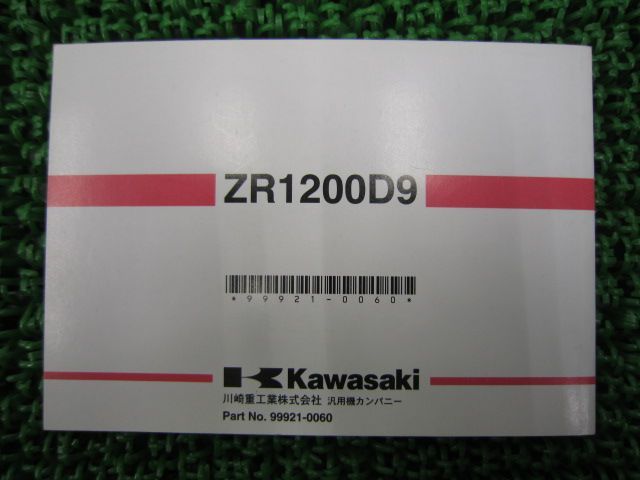 ZR1200D9
*99921-0060*
Kawasaki
川崎重工業株式会社 汎用機カンパニー
Part No. 99921-0060